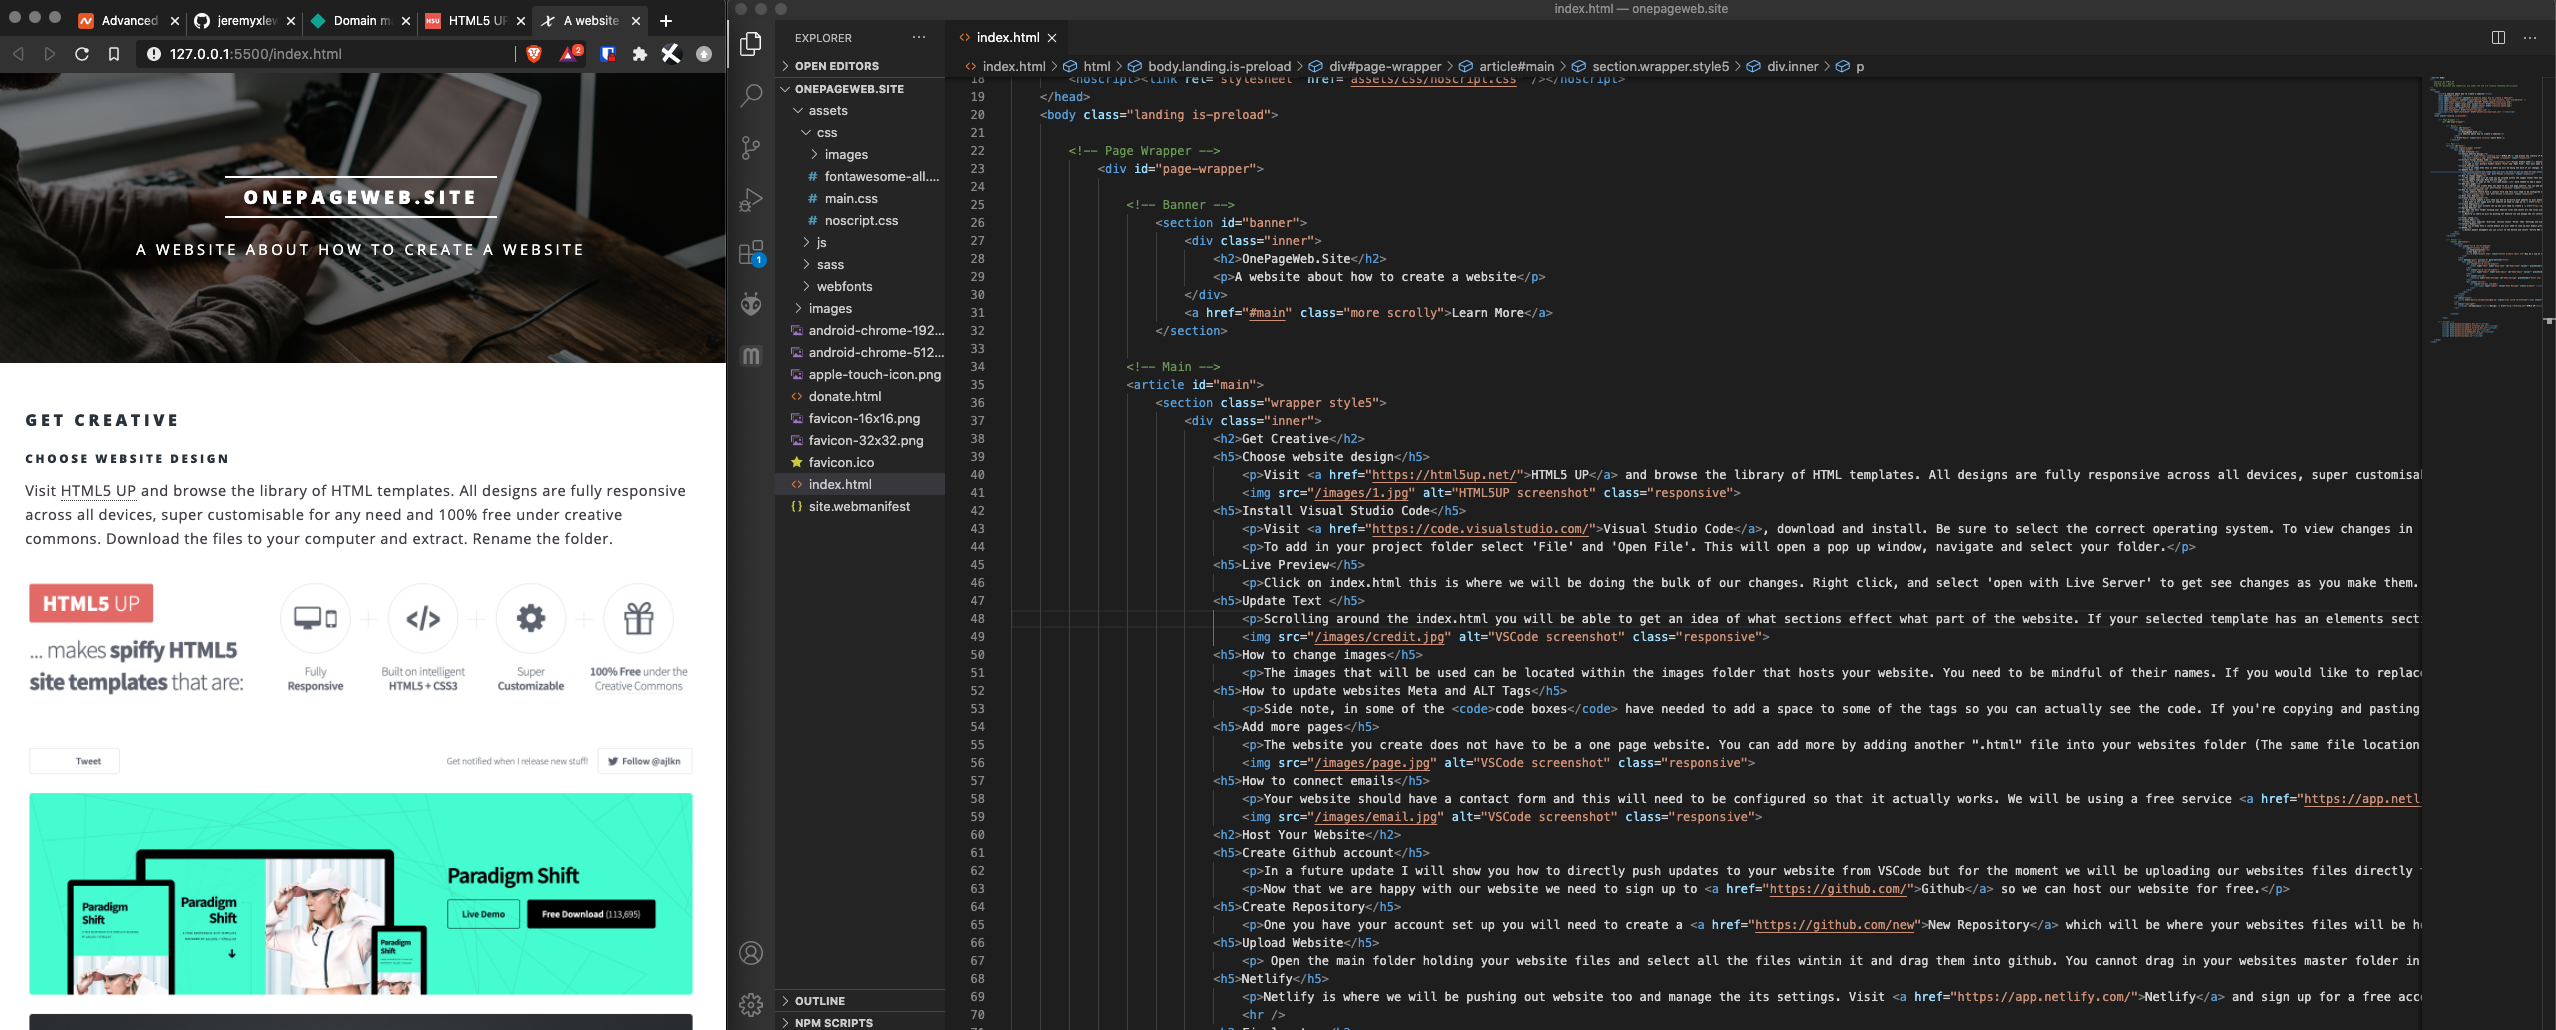 Advanced
jeremyxlew
Domain m
HTML5 UP
A website
127.0.0.1:5500/index.html
2
ONEPAGEWEB.SITE
A WEBSITE ABOUT HOW TO CREATE A WEBSITE
GET CREATIVE
CHOOSE WEBSITE DESIGN
Visit HTML5 UP and browse the library of HTML templates. All designs are fully responsive
across all devices, super customisable for any need and 100% free under creative
commons. Download the files to your computer and extract. Rename the folder.
HTML5 UP
... makes spiffy HTML5
site templates that are:
Fully
Responsive
Built on intelligent
HTML5 + CSS3
Super
Customizable
100% Free under the
Creative Commons
Tweet
Get notified when I release new stuff!
Follow @ajlkn
Paradigm Shift
Live Demo
Free Download (113,695)
Paradigm
Shift
Paradigm
Shift
Paradigm
Shift
index.html — onepageweb.site
EXPLORER
OPEN EDITORS
ONEPAGEWEB.SITE
assets
css
images
# fontawesome-all....
# main.css
# noscript.css
js
sass
webfonts
images
android-chrome-192...
android-chrome-512...
apple-touch-icon.png
donate.html
favicon-16x16.png
favicon-32x32.png
favicon.ico
index.html
{} site.webmanifest
OUTLINE
NPM SCRIPTS
1
index.html
index.html > html > body.landing.is-preload > div#page-wrapper > article#main > section.wrapper.style5 > div.inner > p
18 <noscript><link rel="stylesheet" href="assets/css/noscript.css" /></noscript>
19 </head>
20 <body class="landing is-preload">
21
22 <!-- Page Wrapper -->
23 <div id="page-wrapper">
24
25 <!-- Banner -->
26 <section id="banner">
27 <div class="inner">
28 <h2>OnePageWeb.Site</h2>
29 <p>A website about how to create a website</p>
30 </div>
31 <a href="#main" class="more scrolly">Learn More</a>
32 </section>
33
34 <!-- Main -->
35 <article id="main">
36 <section class="wrapper style5">
37 <div class="inner">
38 <h2>Get Creative</h2>
39 <h5>Choose website design</h5>
40 <p>Visit <a href="https://html5up.net/">HTML5 UP</a> and browse the library of HTML templates. All designs are fully responsive across all devices, super customisa
41 <img src="/images/1.jpg" alt="HTML5UP screenshot" class="responsive">
42 <h5>Install Visual Studio Code</h5>
43 <p>Visit <a href="https://code.visualstudio.com/">Visual Studio Code</a>, download and install. Be sure to select the correct operating system. To view changes in
44 <p>To add in your project folder select 'File' and 'Open File'. This will open a pop up window, navigate and select your folder.</p>
45 <h5>Live Preview</h5>
46 <p>Click on index.html this is where we will be doing the bulk of our changes. Right click, and select 'open with Live Server' to get see changes as you make them.
47 <h5>Update Text </h5>
48 <p>Scrolling around the index.html you will be able to get an idea of what sections effect what part of the website. If your selected template has an elements secti
49 <img src="/images/credit.jpg" alt="VSCode screenshot" class="responsive">
50 <h5>How to change images</h5>
51 <p>The images that will be used can be located within the images folder that hosts your website. You need to be mindful of their names. If you would like to replac
52 <h5>How to update websites Meta and ALT Tags</h5>
53 <p>Side note, in some of the <code>code boxes</code> have needed to add a space to some of the tags so you can actually see the code. If you're copying and pasting
54 <h5>Add more pages</h5>
55 <p>The website you create does not have to be a one page website. You can add more by adding another ".html" file into your websites folder (The same file location
56 <img src="/images/page.jpg" alt="VSCode screenshot" class="responsive">
57 <h5>How to connect emails</h5>
58 <p>Your website should have a contact form and this will need to be configured so that it actually works. We will be using a free service <a href="https://app.netl
59 <img src="/images/email.jpg" alt="VSCode screenshot" class="responsive">
60 <h2>Host Your Website</h2>
61 <h5>Create Github account</h5>
62 <p>In a future update I will show you how to directly push updates to your website from VSCode but for the moment we will be uploading our websites files directly
63 <p>Now that we are happy with our website we need to sign up to <a href="https://github.com/">Github</a> so we can host our website for free.</p>
64 <h5>Create Repository</h5>
65 <p>One you have your account set up you will need to create a <a href="https://github.com/new">New Repository</a> which will be where your websites files will be h
66 <h5>Upload Website</h5>
67 <p> Open the main folder holding your website files and select all the files wintin it and drag them into github. You cannot drag in your websites master folder in
68 <h5>Netlify</h5>
69 <p>Netlify is where we will be pushing out website too and manage the its settings. Visit <a href="https://app.netlify.com/">Netlify</a> and sign up for a free acc
70 <hr />